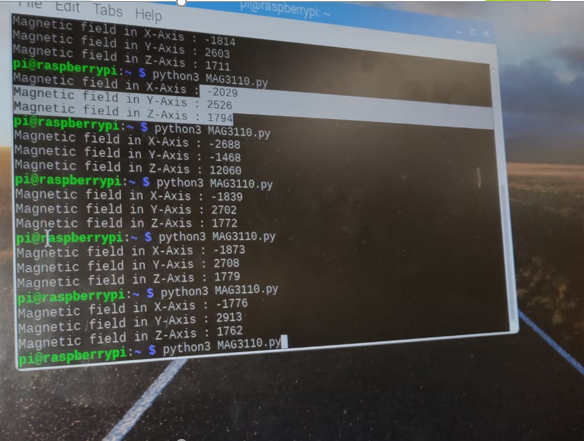 File Edit Tabs Help
pi@raspberrypi: ~
Magnetic field in X-Axis : -1814
Magnetic field in Y-Axis : 2603
Magnetic field in Z-Axis : 1711
pi@raspberrypi:~ $ python3 MAG3110.py
Magnetic field in X-Axis : -2029
Magnetic field in Y-Axis : 2526
Magnetic field in Z-Axis : 1794
pi@raspberrypi:~ $ python3 MAG3110.py
Magnetic field in X-Axis : -2688
Magnetic field in Y-Axis : -1468
Magnetic field in Z-Axis : 12060
pi@raspberrypi:~ $ python3 MAG3110.py
Magnetic field in X-Axis : -1839
Magnetic field in Y-Axis : 2702
Magnetic field in Z-Axis : 1772
pi@raspberrypi:~ $ python3 MAG3110.py
Magnetic field in X-Axis : -1873
Magnetic field in Y-Axis : 2708
Magnetic field in Z-Axis : 1779
pi@raspberrypi:~ $ python3 MAG3110.py
Magnetic field in X-Axis : -1776
Magnetic field in Y-Axis : 2913
Magnetic field in Z-Axis : 1762
pi@raspberrypi:~ $ python3 MAG3110.py